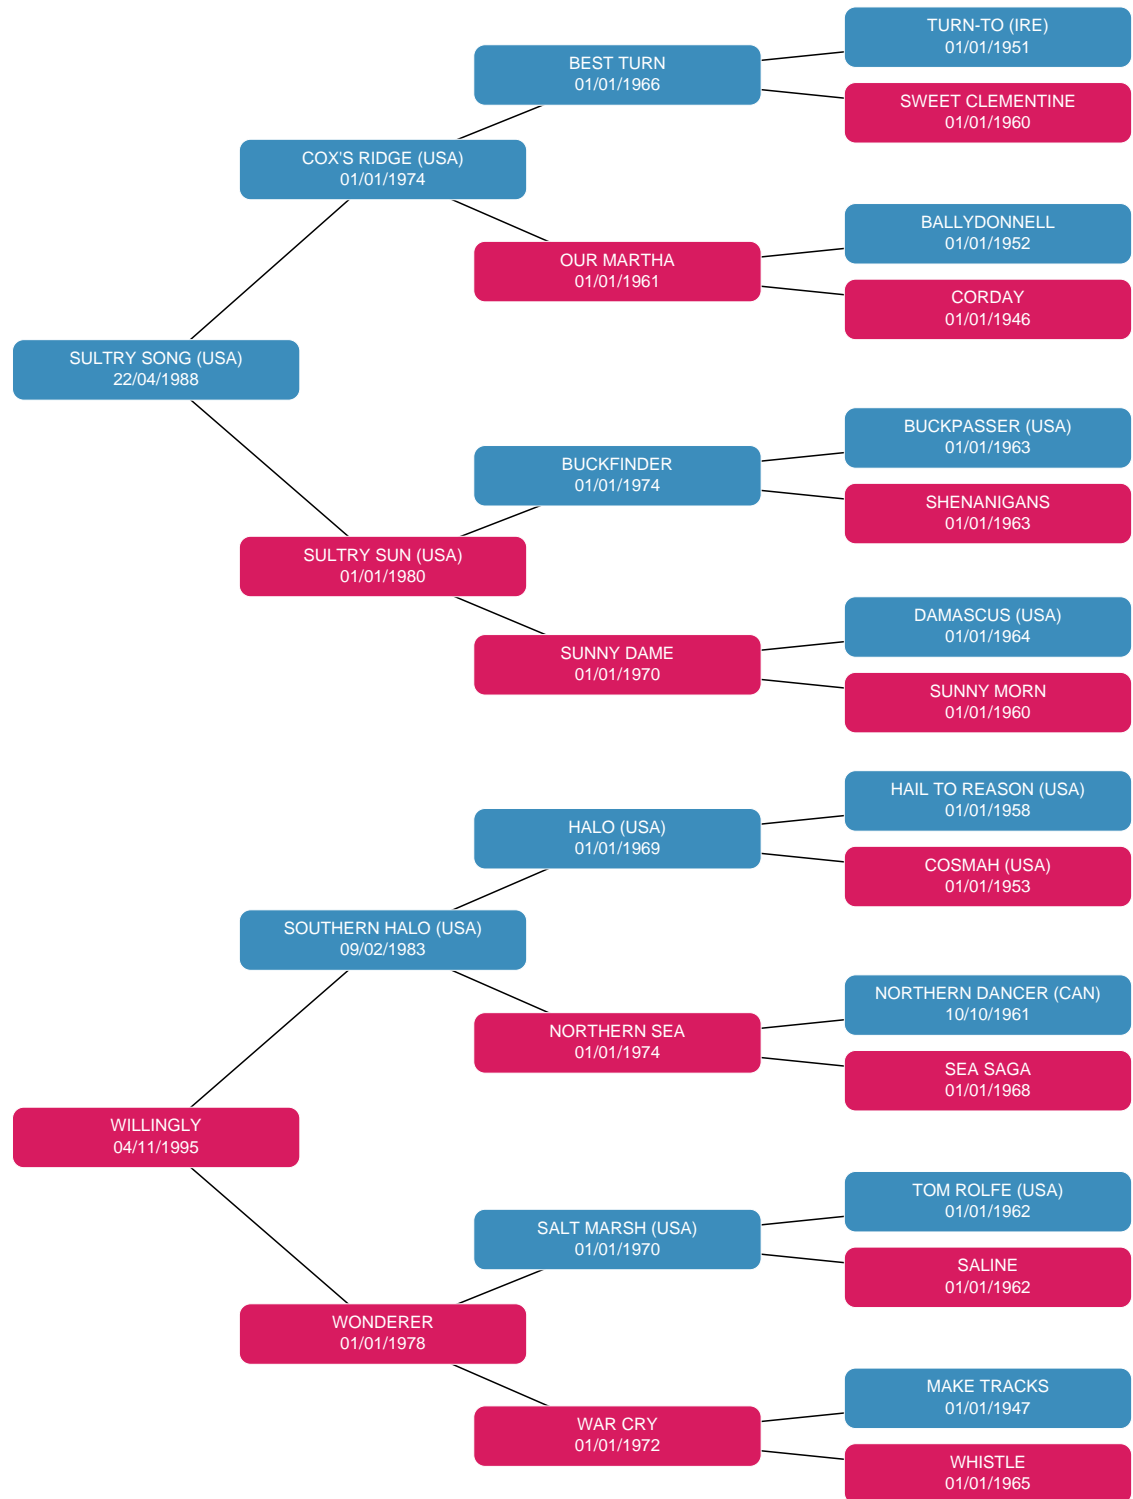 TURN-TO (IRE)
01/01/1951
BEST TURN
01/01/1966
SWEET CLEMENTINE
01/01/1960
COX'S RIDGE (USA)
01/01/1974
BALLYDONNELL
01/01/1952
OUR MARTHA
01/01/1961
CORDAY
01/01/1946
SULTRY SONG (USA)
22/04/1988
BUCKPASSER (USA)
01/01/1963
BUCKFINDER
01/01/1974
SHENANIGANS
01/01/1963
SULTRY SUN (USA)
01/01/1980
DAMASCUS (USA)
01/01/1964
SUNNY DAME
01/01/1970
SUNNY MORN
01/01/1960
HAIL TO REASON (USA)
01/01/1958
HALO (USA)
01/01/1969
COSMAH (USA)
01/01/1953
SOUTHERN HALO (USA)
09/02/1983
NORTHERN DANCER (CAN)
10/10/1961
NORTHERN SEA
01/01/1974
SEA SAGA
01/01/1968
WILLINGLY
04/11/1995
TOM ROLFE (USA)
01/01/1962
SALT MARSH (USA)
01/01/1970
SALINE
01/01/1962
WONDERER
01/01/1978
MAKE TRACKS
01/01/1947
WAR CRY
01/01/1972
WHISTLE
01/01/1965